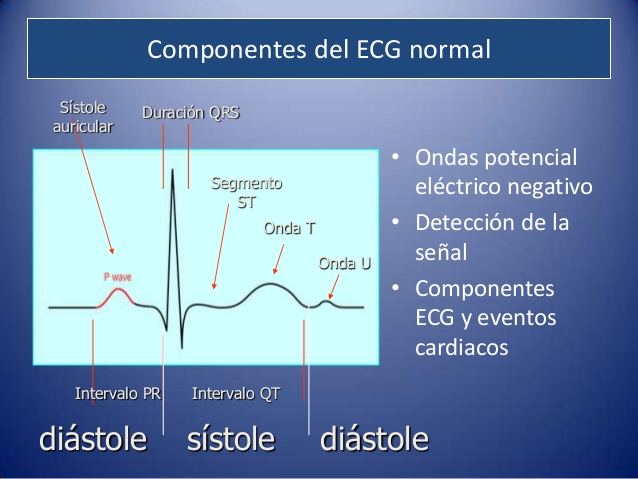 Componentes del ECG normal
Sístole
auricular
Duración QRS
Segmento
ST
Onda T
Onda U
P wave
Intervalo PR
Intervalo QT
diástole
sístole
diástole
• Ondas potencial
eléctrico negativo
• Detección de la
señal
• Componentes
ECG y eventos
cardiacos